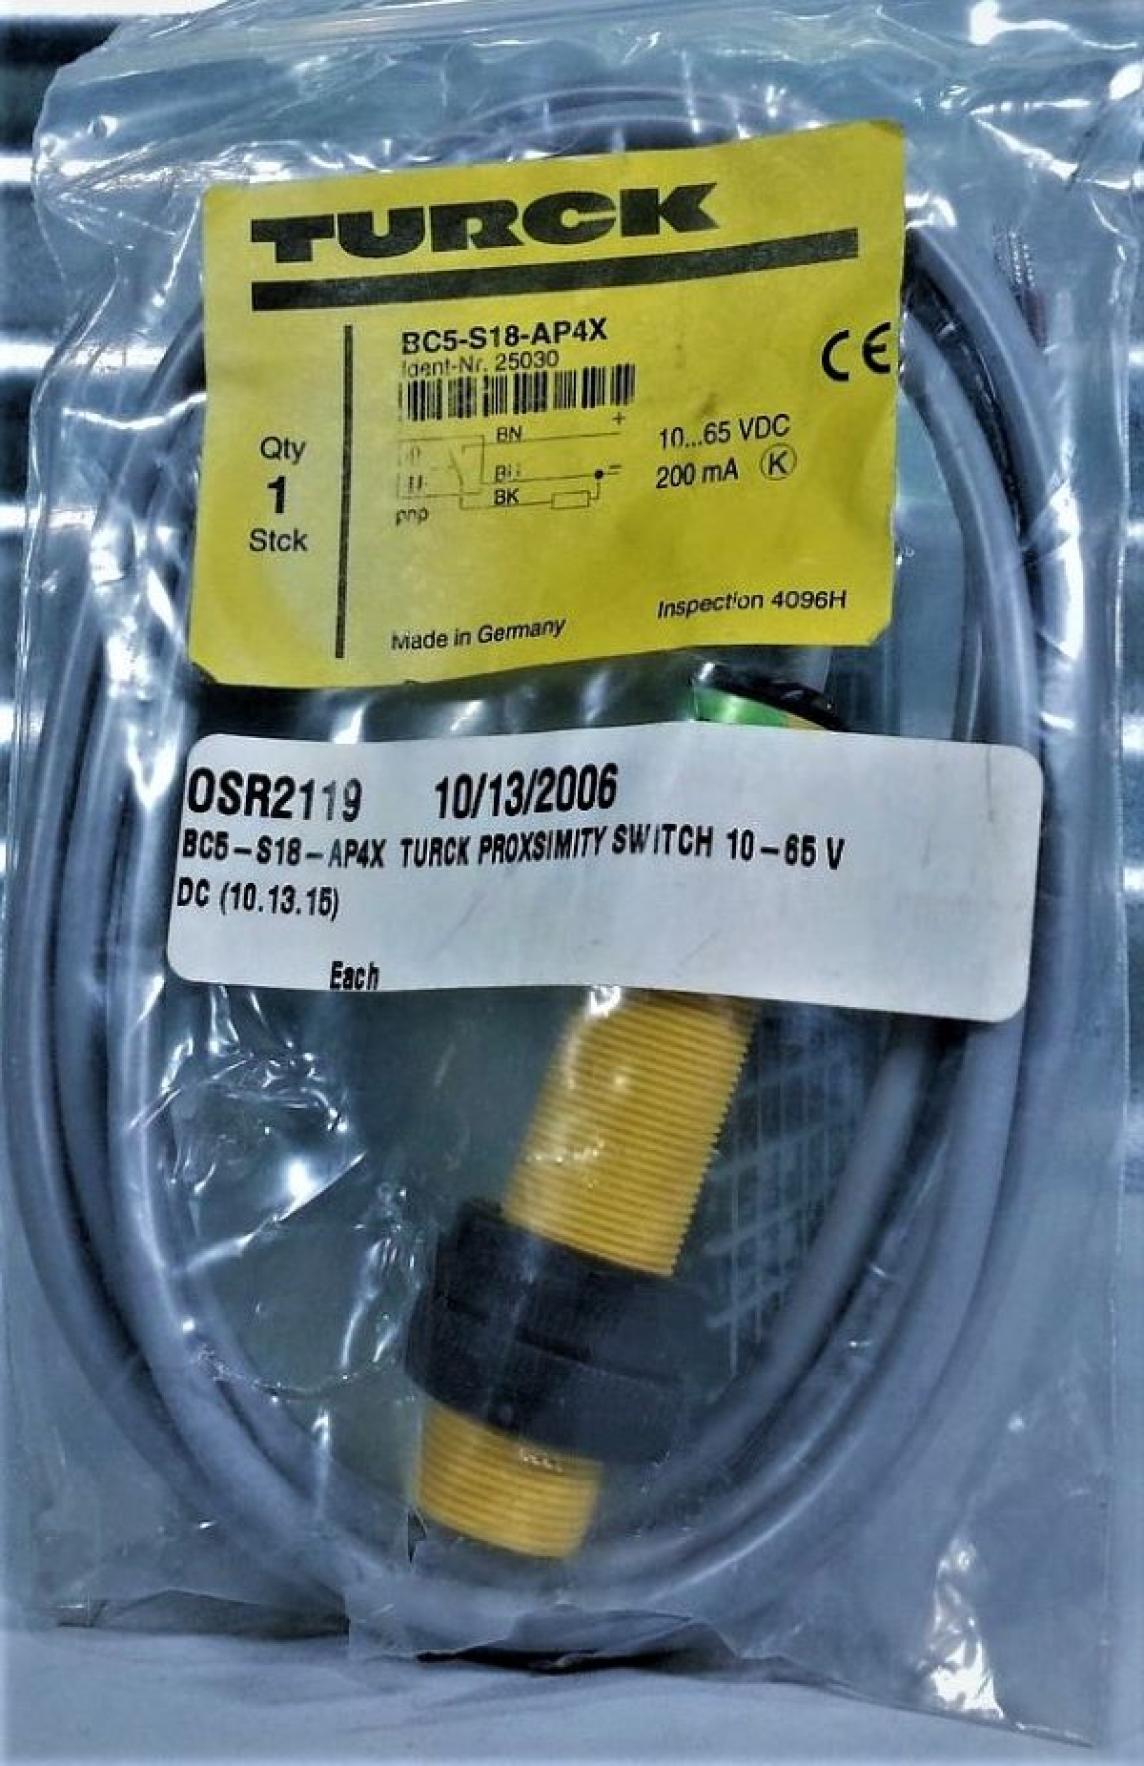 TURCK
BC5-S18-AP4X
Ident-Nr. 25030
CE
Qty
1
Stck
BN
+
BU
BK
pnp
10...65 VDC
200 mA K
Made in Germany
Inspection 4096H
OSR2119 10/13/2006
BC5-S18-AP4X TURCK PROXSIMITY SWITCH 10-65 V
DC (10.13.15)
Each